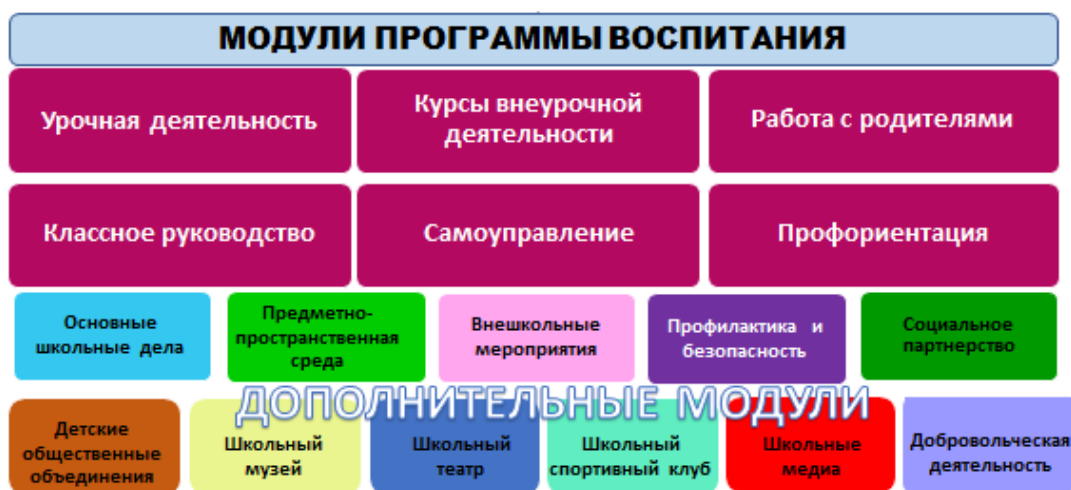 МОДУЛИ ПРОГРАММЫ ВОСПИТАНИЯ
Урочная деятельность
Курсы внеурочной
деятельности
Работа с родителями
Классное руководство
Самоуправление
Профориентация
Основные
школьные дела
Предметно-
пространственная
среда
Внешкольные
мероприятия
Профилактика и
безопасность
Социальное
партнерство
ДОПОЛНИТЕЛЬНЫЕ МОДУЛИ
Детские
общественные
объединения
Школьный
музей
Школьный
театр
Школьный
спортивный клуб
Школьные
медиа
Добровольческая
деятельность